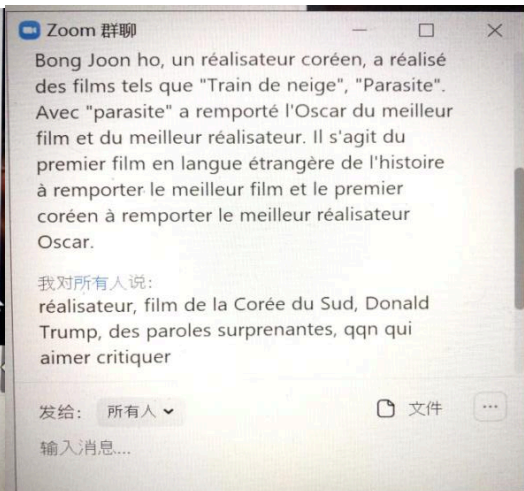 Zoom 群聊
Bong Joon ho, un réalisateur coréen, a réalisé
des films tels que "Train de neige", "Parasite".
Avec "parasite" a remporté l'Oscar du meilleur
film et du meilleur réalisateur. Il s'agit du
premier film en langue étrangère de l'histoire
à remporter le meilleur film et le premier
coréen à remporter le meilleur réalisateur
Oscar.
我对所有人说:
réalisateur, film de la Corée du Sud, Donald
Trump, des paroles surprenantes, qqn qui
aimer critiquer
发给: 所有人 文件
输入消息...